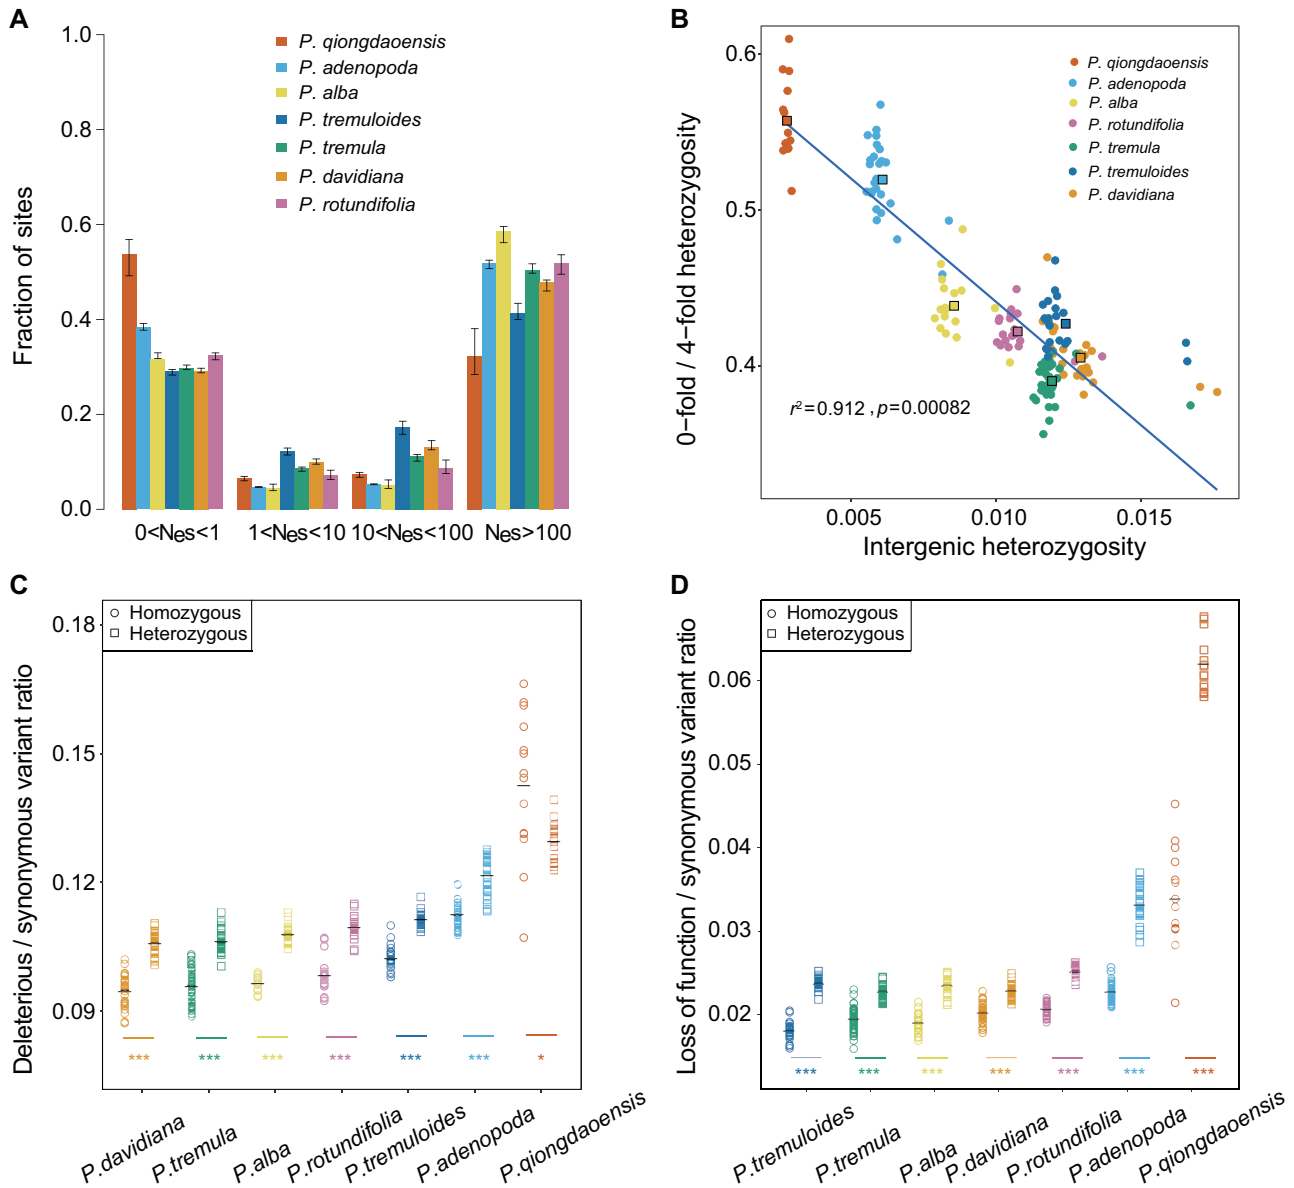 A
1.0
0.8
0.6
0.4
0.2
0.0
Fraction of sites
P. qiongdaoensis
P. adenopoda
P. alba
P. tremuloides
P. tremula
P. davidiana
P. rotundifolia
0<Nes<1
1<Nes<10
10<Nes<100
Nes>100
B
0.6
0.5
0.4
0−fold / 4−fold heterozygosity
P. qiongdaoensis
P. adenopoda
P. alba
P. rotundifolia
P. tremula
P. tremuloides
P. davidiana
r²=0.912 , p=0.00082
0.005
0.010
0.015
Intergenic heterozygosity
C
Homozygous
Heterozygous
0.18
0.15
0.12
0.09
Deleterious / synonymous variant ratio
***
***
***
***
***
***
*
P.davidiana
P.tremula
P.alba
P.rotundifolia
P.tremuloides
P.adenopoda
P.qiongdaoensis
D
Homozygous
Heterozygous
0.06
0.05
0.04
0.03
0.02
Loss of function / synonymous variant ratio
***
***
***
***
***
***
***
P.tremuloides
P.tremula
P.alba
P.davidiana
P.rotundifolia
P.adenopoda
P.qiongdaoensis